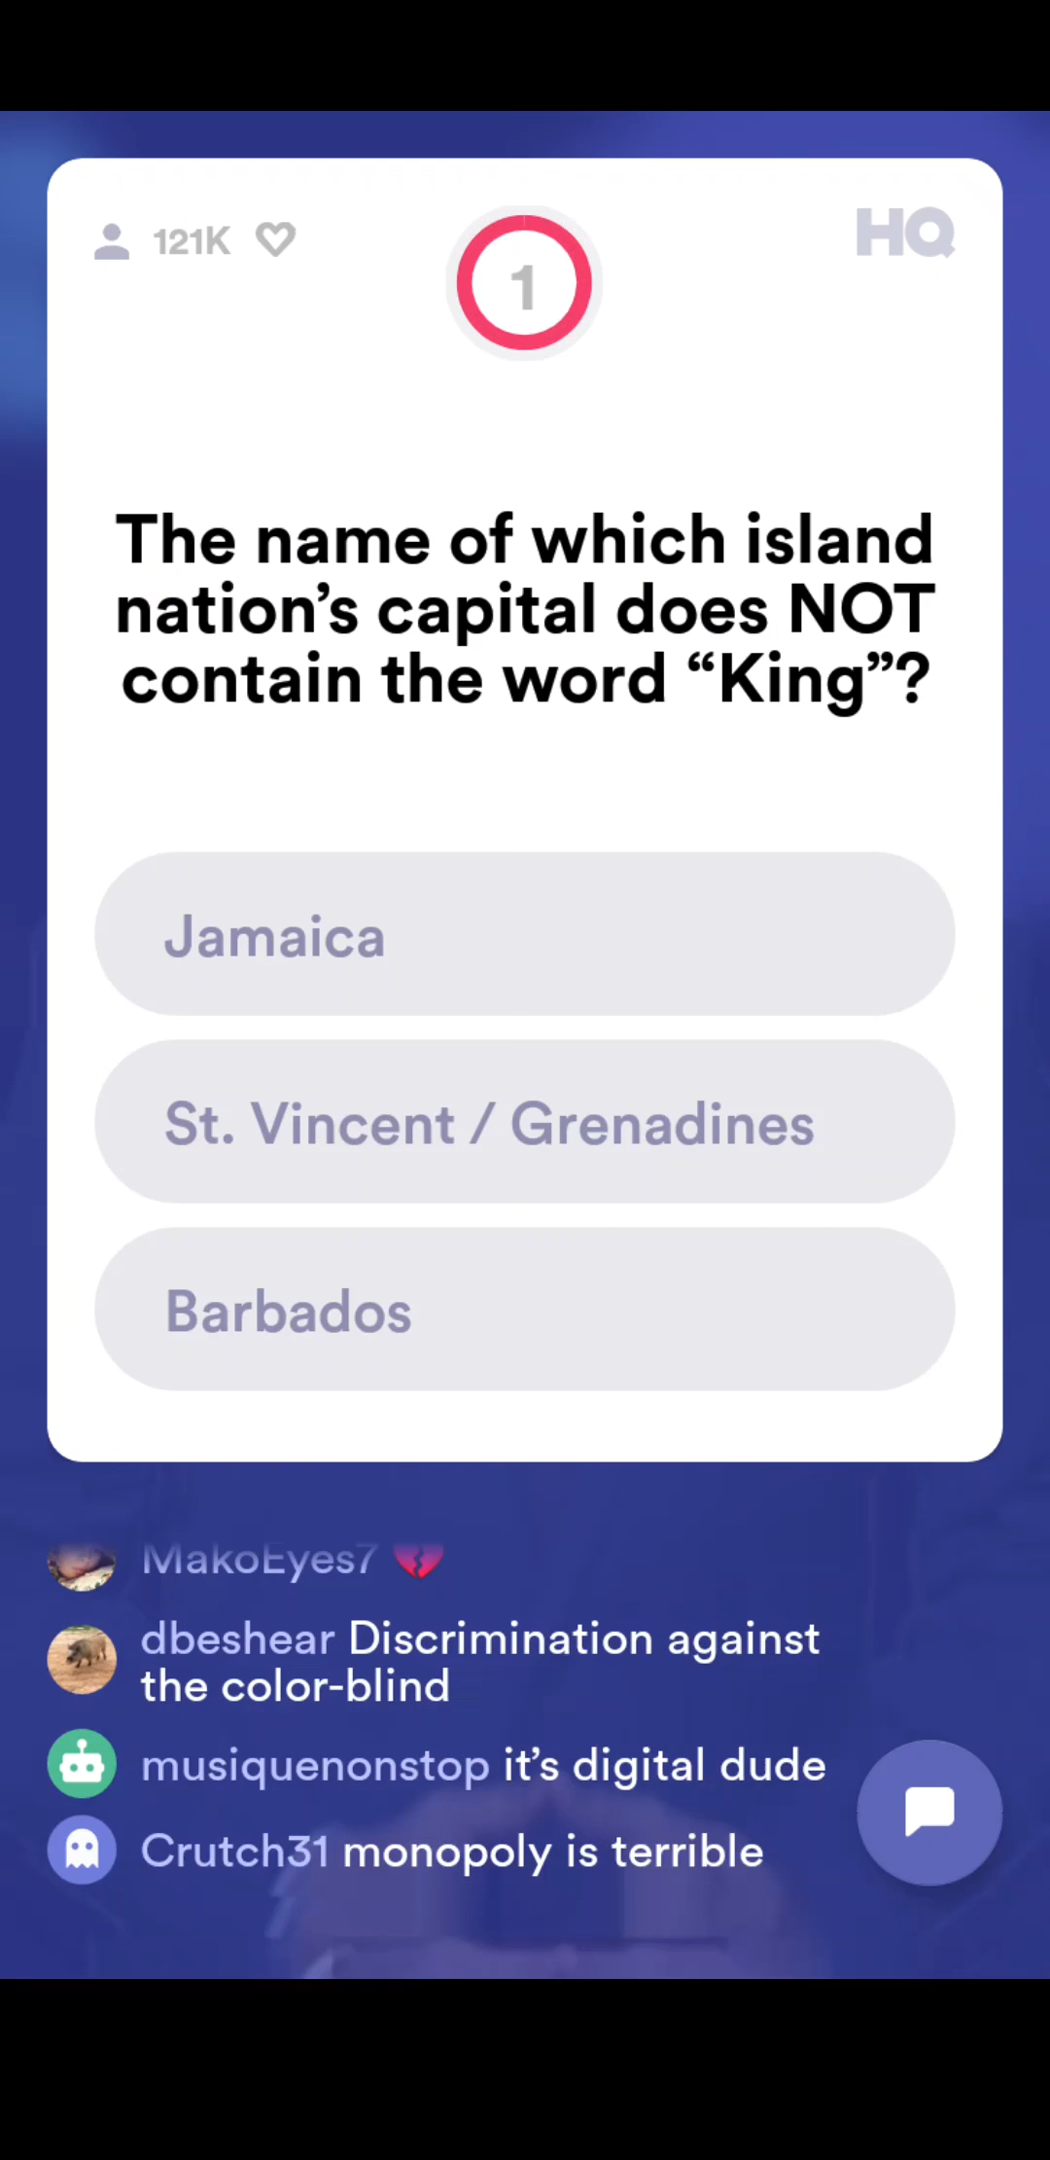 121K
1
HQ
The name of which island
nation’s capital does NOT
contain the word “King”?
Jamaica
St. Vincent / Grenadines
Barbados
MakoEyes7 💔
dbeshear Discrimination against
the color-blind
musiquenonstop it’s digital dude
Crutch31 monopoly is terrible